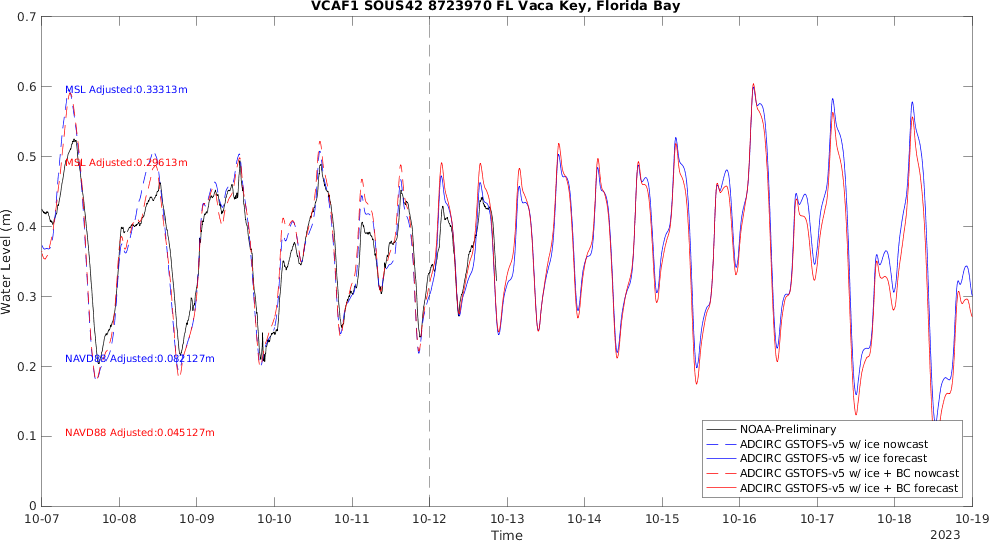 VCAF1 SOUS42 8723970 FL Vaca Key, Florida Bay
0.7
0.6
0.5
0.4
0.3
0.2
0.1
0
Water Level (m)
MSL Adjusted:0.33313m
MSL Adjusted:0.29613m
NAVD88 Adjusted:0.082127m
NAVD88 Adjusted:0.045127m
NOAA-Preliminary
ADCIRC GSTOFS-v5 w/ ice nowcast
ADCIRC GSTOFS-v5 w/ ice forecast
ADCIRC GSTOFS-v5 w/ ice + BC nowcast
ADCIRC GSTOFS-v5 w/ ice + BC forecast
10-07 10-08 10-09 10-10 10-11 10-12 10-13 10-14 10-15 10-16 10-17 10-18 10-19
Time
2023